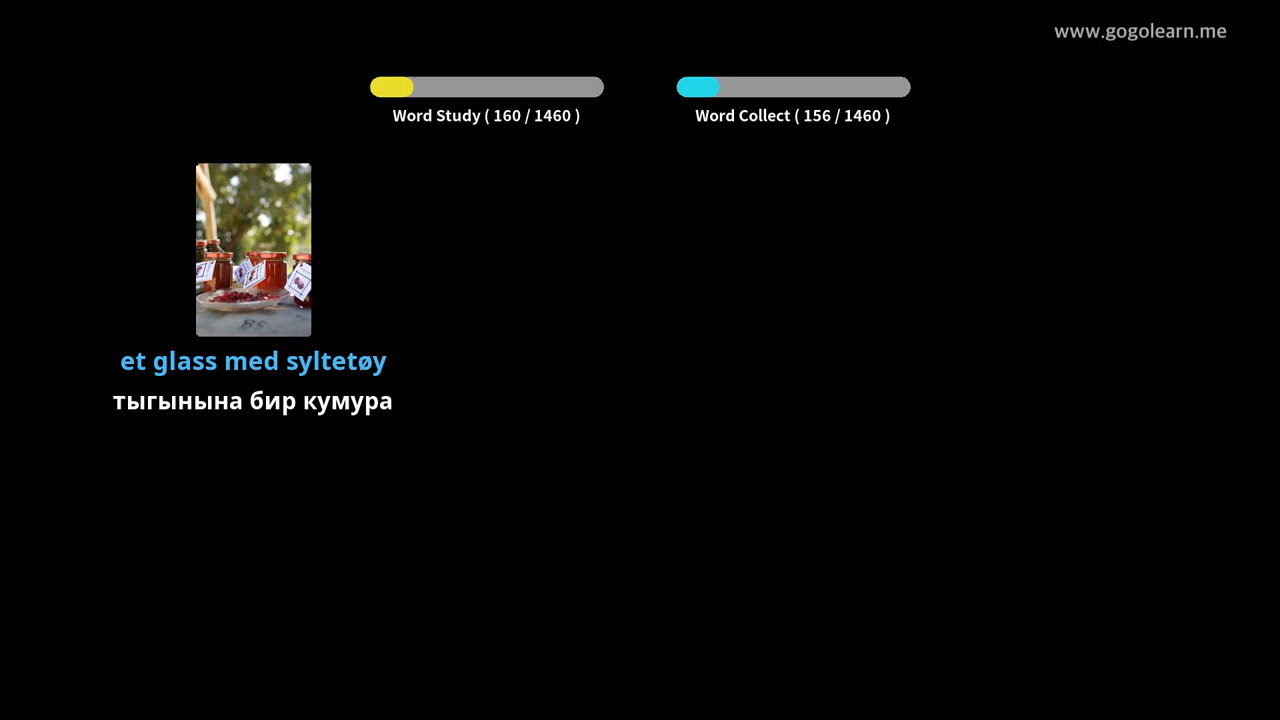 www.gogolearn.me
Word Study ( 160 / 1460 )
Word Collect ( 156 / 1460 )
et glass med syltetøy
тыгынына бир кумура